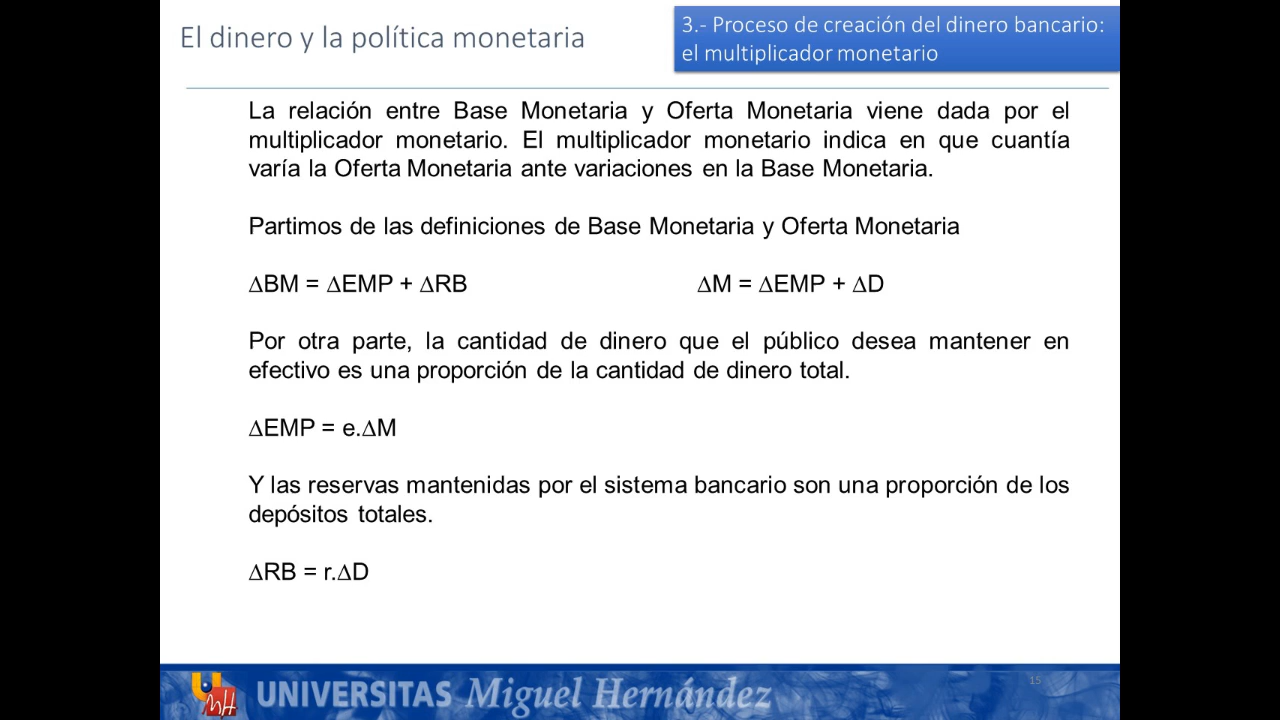 El dinero y la política monetaria
3.- Proceso de creación del dinero bancario:
el multiplicador monetario
La relación entre Base Monetaria y Oferta Monetaria viene dada por el
multiplicador monetario. El multiplicador monetario indica en que cuantía
varía la Oferta Monetaria ante variaciones en la Base Monetaria.
Partimos de las definiciones de Base Monetaria y Oferta Monetaria
∆BM = ∆EMP + ∆RB
∆M = ∆EMP + ∆D
Por otra parte, la cantidad de dinero que el público desea mantener en
efectivo es una proporción de la cantidad de dinero total.
∆EMP = e.∆M
Y las reservas mantenidas por el sistema bancario son una proporción de los
depósitos totales.
∆RB = r.∆D
UMH
UNIVERSITAS Miguel Hernández
15